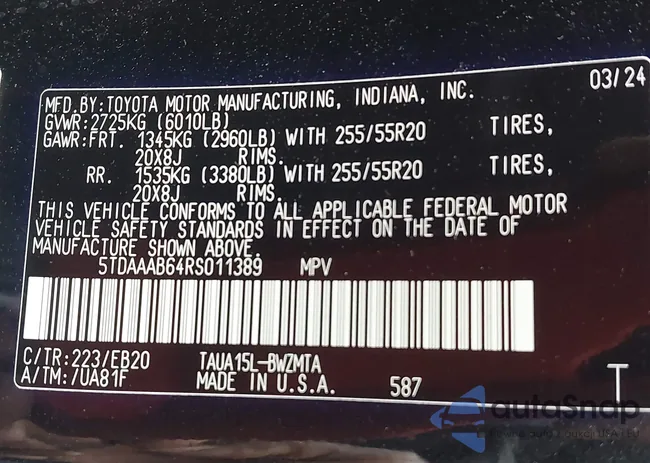 03/24
MFD.BY:TOYOTA MOTOR MANUFACTURING, INDIANA, INC.
GVWR:2725KG (6010LB)
GAWR:FRT. 1345KG (2960LB) WITH 255/55R20 TIRES,
20X8J RIMS.
RR. 1535KG (3380LB) WITH 255/55R20 TIRES,
20X8J RIMS.
THIS VEHICLE CONFORMS TO ALL APPLICABLE FEDERAL MOTOR
VEHICLE SAFETY STANDARDS IN EFFECT ON THE DATE OF
MANUFACTURE SHOWN ABOVE.
5TDAAAB64RS011389 MPV
C/TR:223/EB20 TAUA15L-BWZMTA
A/TM:/UA81F MADE IN U.S.A. 587 T
autoSnap